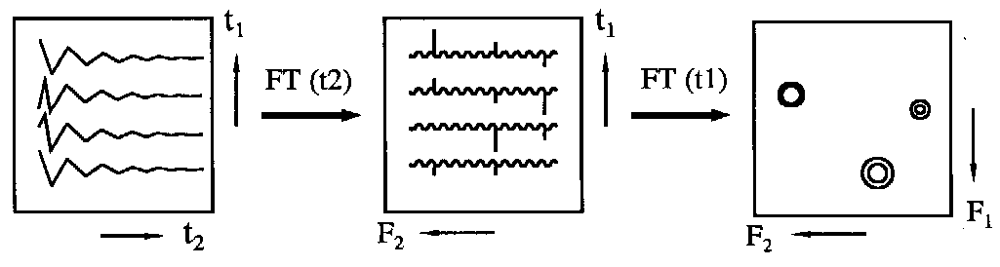 t₁
FT (t2)
t₂
t₁
FT (t1)
F₂
F₁
F₂